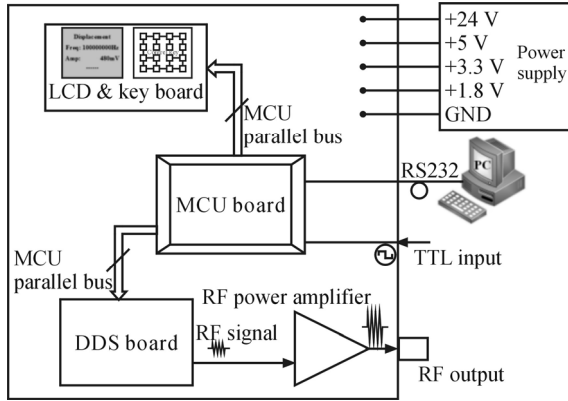 Displacement
Freq: 100000000Hz
Amp: 400mV
LCD & key board
MCU
parallel bus
+24 V
+5 V
+3.3 V
+1.8 V
GND
Power
supply
MCU board
RS232
PC
TTL input
MCU
parallel bus
DDS board
RF signal
RF power amplifier
RF output